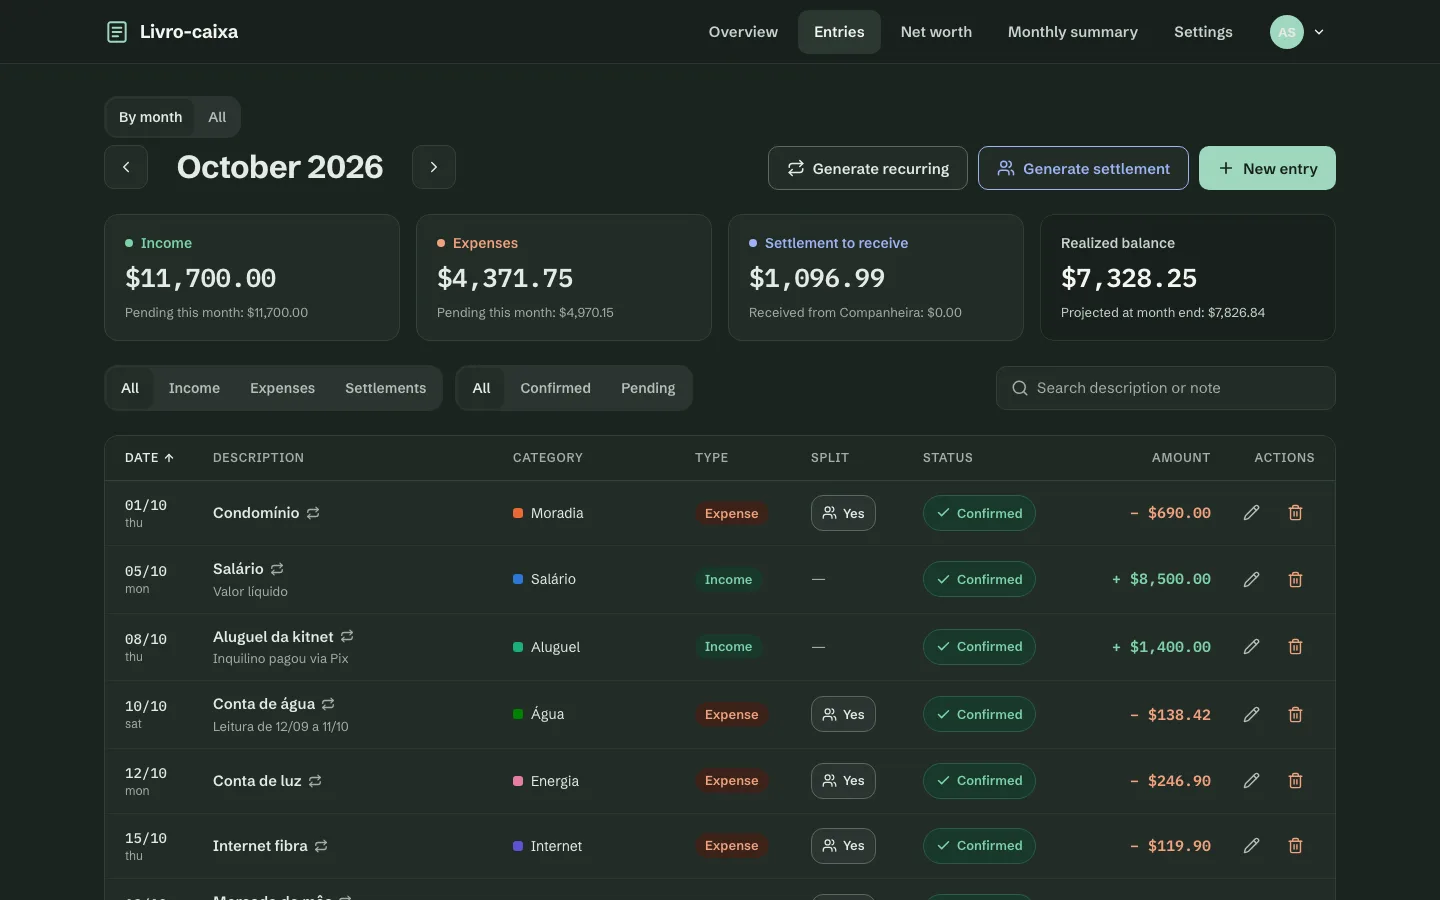 Livro-caixa
Overview Entries Net worth Monthly summary Settings AS
By month All
October 2026
Generate recurring Generate settlement New entry
Income Expenses Settlement to receive Realized balance
$11,700.00 $4,371.75 $1,096.99 $7,328.25
Pending this month: $11,700.00 Pending this month: $4,970.15 Received from Companheira: $0.00 Projected at month end: $7,826.84
All Income Expenses Settlements All Confirmed Pending Search description or note
DATE DESCRIPTION CATEGORY TYPE SPLIT STATUS AMOUNT ACTIONS
01/10 Condomínio Moradia Expense Yes Confirmed − $690.00
thu
05/10 Salário Salário Income — Confirmed + $8,500.00
mon Valor líquido
08/10 Aluguel da kitnet Aluguel Income — Confirmed + $1,400.00
thu Inquilino pagou via Pix
10/10 Conta de água Água Expense Yes Confirmed − $138.42
sat Leitura de 12/09 a 11/10
12/10 Conta de luz Energia Expense Yes Confirmed − $246.90
mon
15/10 Internet fibra Internet Expense Yes Confirmed − $119.90
thu